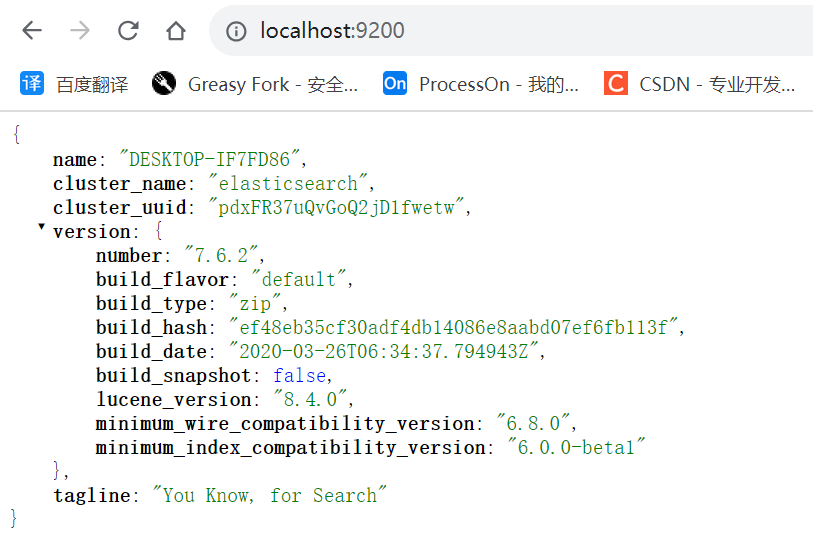 localhost:9200
译 百度翻译 Greasy Fork - 安全... On ProcessOn - 我的... C CSDN - 专业开发...
{
name: "DESKTOP-IF7FD86",
cluster_name: "elasticsearch",
cluster_uuid: "pdxFR37uQvGoQ2jD1fwetw",
version: {
number: "7.6.2",
build_flavor: "default",
build_type: "zip",
build_hash: "ef48eb35cf30adf4db14086e8aabd07ef6fb113f",
build_date: "2020-03-26T06:34:37.794943Z",
build_snapshot: false,
lucene_version: "8.4.0",
minimum_wire_compatibility_version: "6.8.0",
minimum_index_compatibility_version: "6.0.0-beta1"
},
tagline: "You Know, for Search"
}